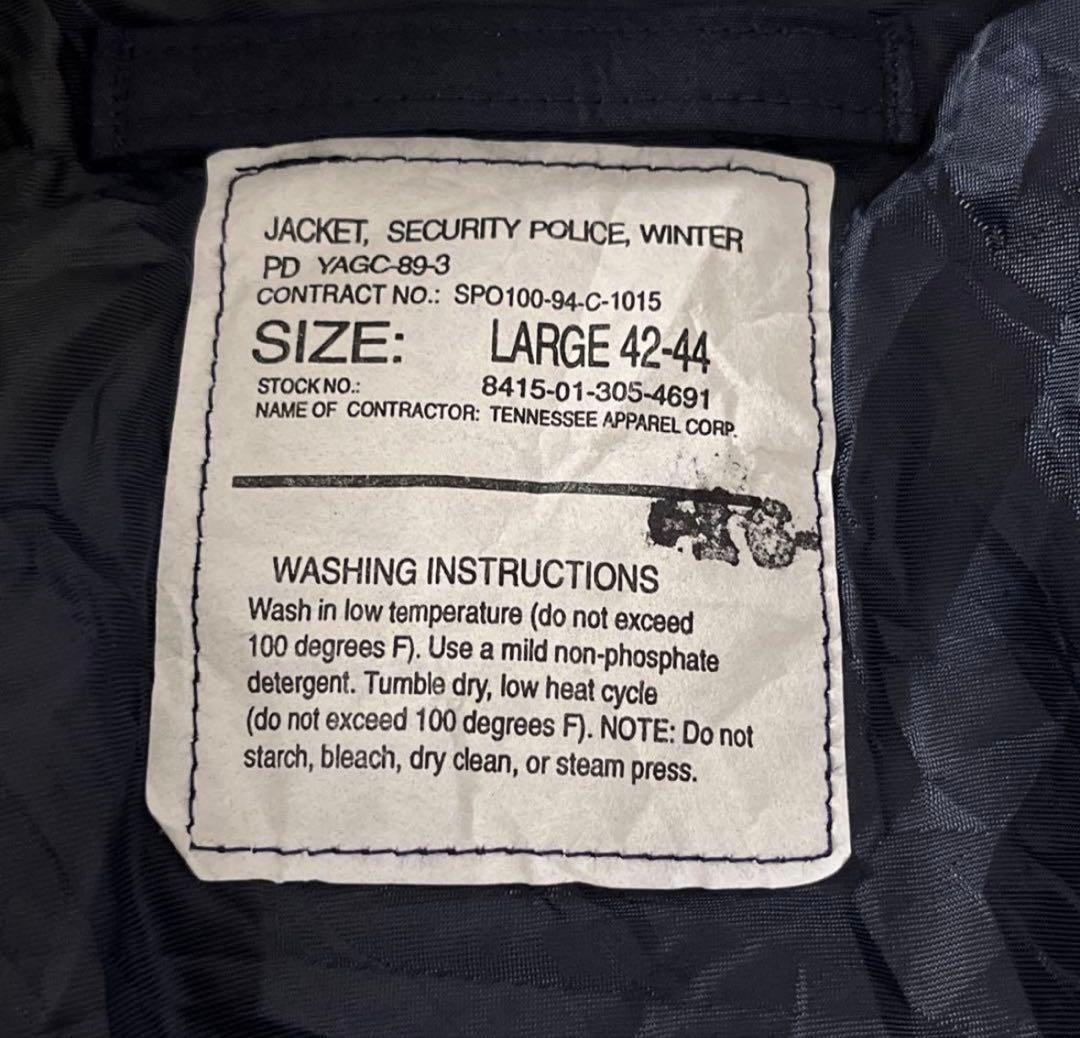 JACKET, SECURITY POLICE, WINTER
PD YAGC-89-3
CONTRACT NO.: SPO100-94-C-1015
SIZE: LARGE 42-44
STOCK NO.: 8415-01-305-4691
NAME OF CONTRACTOR: TENNESSEE APPAREL CORP.
WASHING INSTRUCTIONS
Wash in low temperature (do not exceed
100 degrees F). Use a mild non-phosphate
detergent. Tumble dry, low heat cycle
(do not exceed 100 degrees F). NOTE: Do not
starch, bleach, dry clean, or steam press.